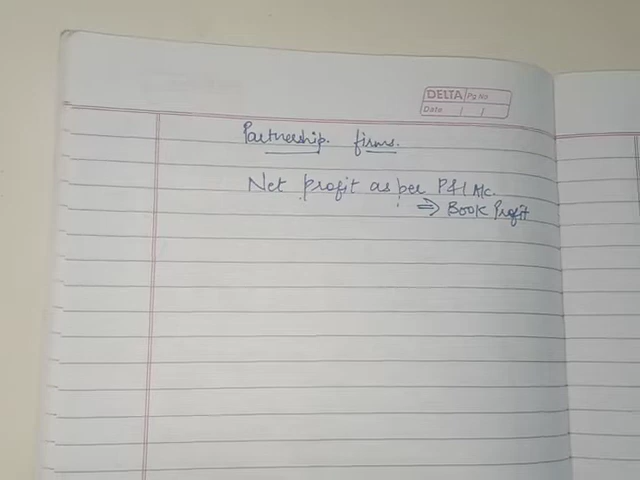 DELTA Pg No
Date / /
Partnership. firms.
Net profit as per P&L A/c.
⇒ Book Profit